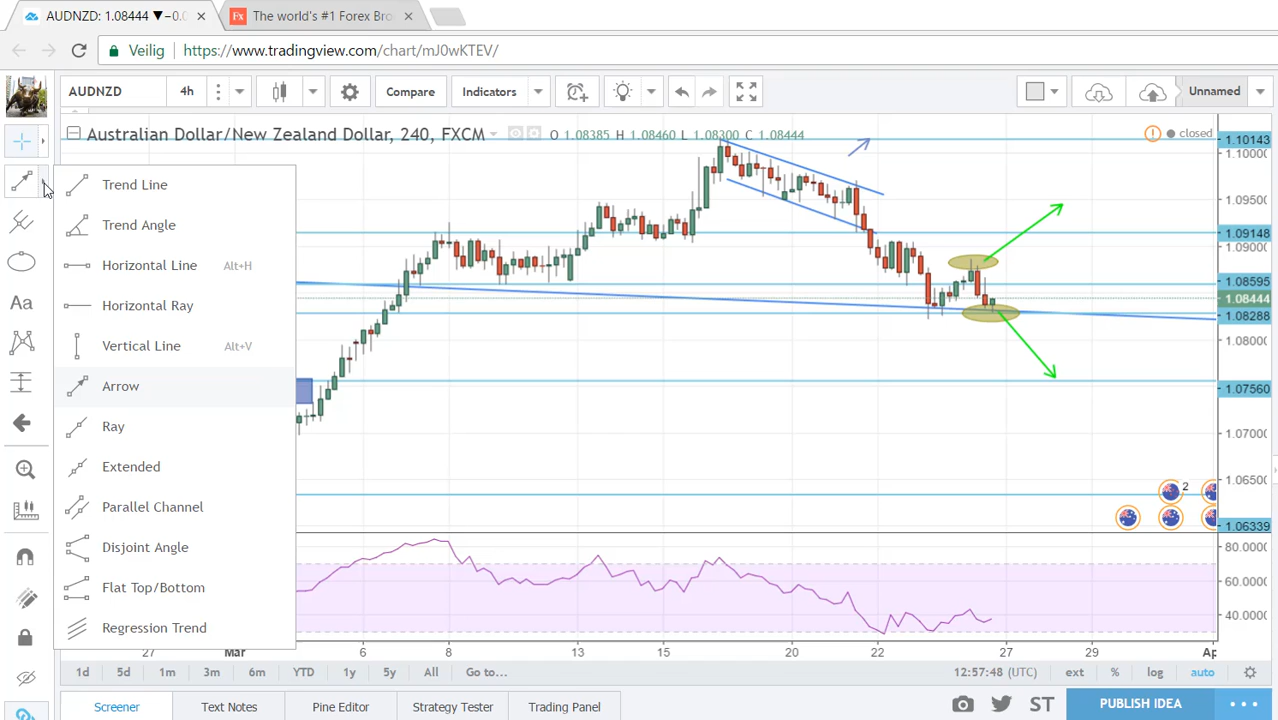 AUDNZD: 1.08444 ▼−0.0
The world's #1 Forex Bro
Veilig
https://www.tradingview.com/chart/mJ0wKTEV/
AUDNZD
4h
Compare
Indicators
Unnamed
Australian Dollar/New Zealand Dollar, 240, FXCM
O 1.08385 H 1.08460 L 1.08300 C 1.08444
closed
Trend Line
Trend Angle
Horizontal Line Alt+H
Horizontal Ray
Vertical Line Alt+V
Arrow
Ray
Extended
Parallel Channel
Disjoint Angle
Flat Top/Bottom
Regression Trend
Aa
1.10143
1.10000
1.09500
1.09148
1.09000
1.08595
1.08444
1.08288
1.08000
1.07560
1.07000
1.06500
1.06339
2
80.0000
60.0000
40.0000
27 Mar 6 8 13 15 20 22 27 29 Ap
1d 5d 1m 3m 6m YTD 1y 5y All Go to...
12:57:48 (UTC) ext % log auto
Screener Text Notes Pine Editor Strategy Tester Trading Panel
ST
PUBLISH IDEA